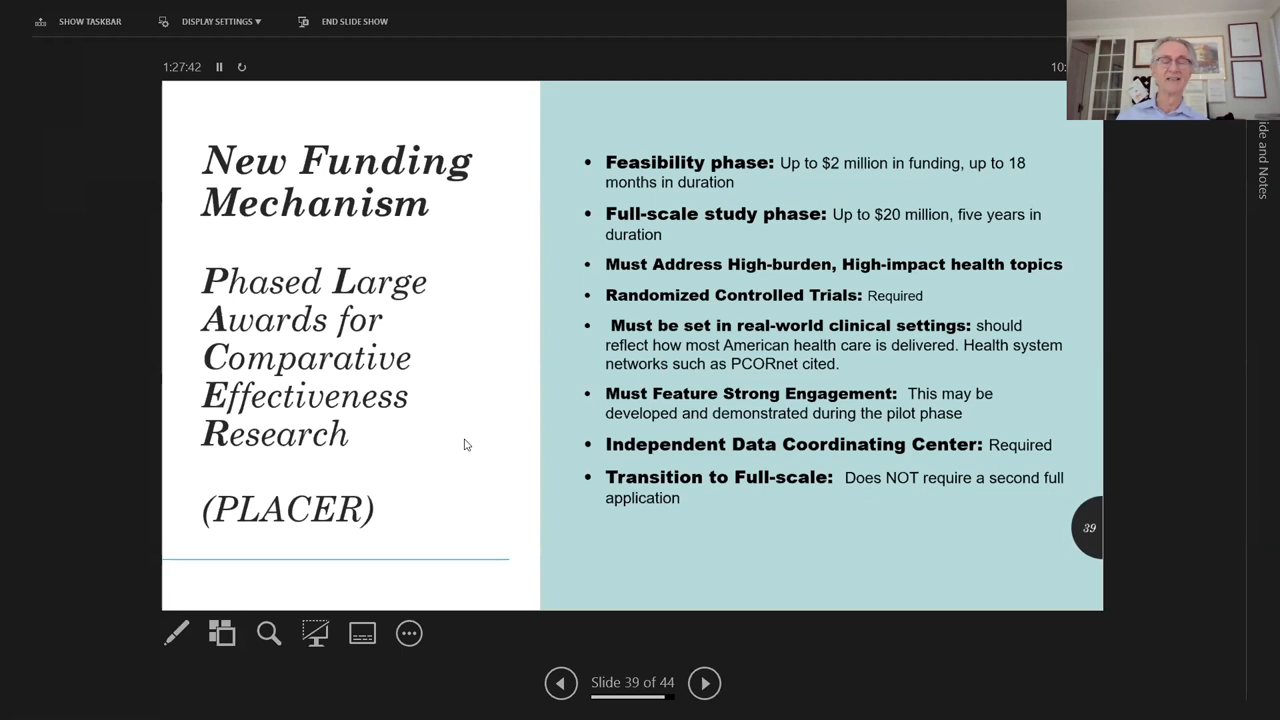 SHOW TASKBAR
DISPLAY SETTINGS ▼
END SLIDE SHOW
1:27:42
10:
New Funding
Mechanism
Phased Large
Awards for
Comparative
Effectiveness
Research
(PLACER)
• Feasibility phase: Up to $2 million in funding, up to 18
months in duration
• Full-scale study phase: Up to $20 million, five years in
duration
• Must Address High-burden, High-impact health topics
• Randomized Controlled Trials: Required
• Must be set in real-world clinical settings: should
reflect how most American health care is delivered. Health system
networks such as PCORnet cited.
• Must Feature Strong Engagement: This may be
developed and demonstrated during the pilot phase
• Independent Data Coordinating Center: Required
• Transition to Full-scale: Does NOT require a second full
application
39
ide and Notes
Slide 39 of 44